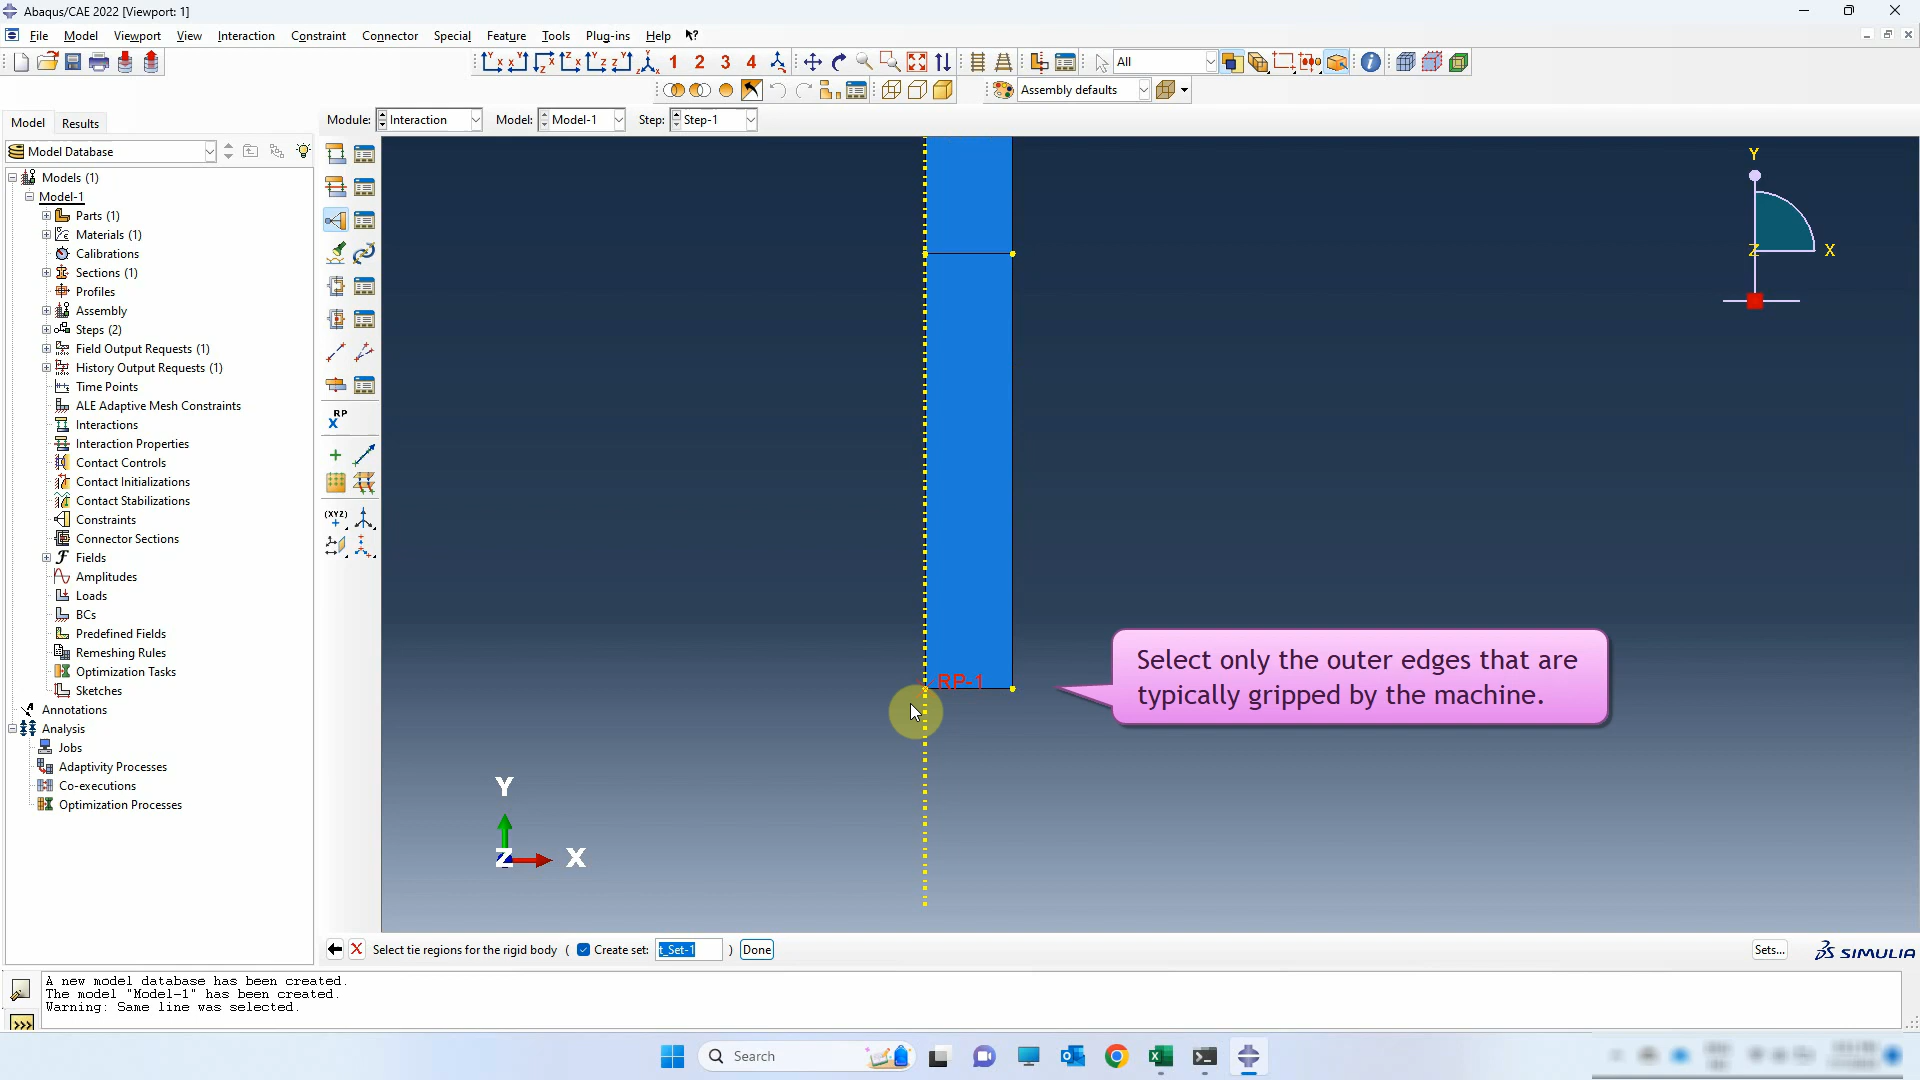 Abaqus/CAE 2022 [Viewport: 1]
File Model Viewport View Interaction Constraint Connector Special Feature Tools Plug-ins Help
1 2 3 4 All
Assembly defaults
Model Results
Module: Interaction Model: Model-1 Step: Step-1
Model Database
Models (1)
Model-1
Parts (1)
Materials (1)
Calibrations
Sections (1)
Profiles
Assembly
Steps (2)
Field Output Requests (1)
History Output Requests (1)
Time Points
ALE Adaptive Mesh Constraints
Interactions
Interaction Properties
Contact Controls
Contact Initializations
Contact Stabilizations
Constraints
Connector Sections
Fields
Amplitudes
Loads
BCs
Predefined Fields
Remeshing Rules
Optimization Tasks
Sketches
Annotations
Analysis
Jobs
Adaptivity Processes
Co-executions
Optimization Processes
RP
(XYZ)
Y
Z X
RP-1
Select only the outer edges that are
typically gripped by the machine.
Y
Z X
Select tie regions for the rigid body ( Create set: t_Set-1 ) Done
Sets...
SIMULIA
A new model database has been created.
The model "Model-1" has been created.
Warning: Same line was selected.
>>>
Search